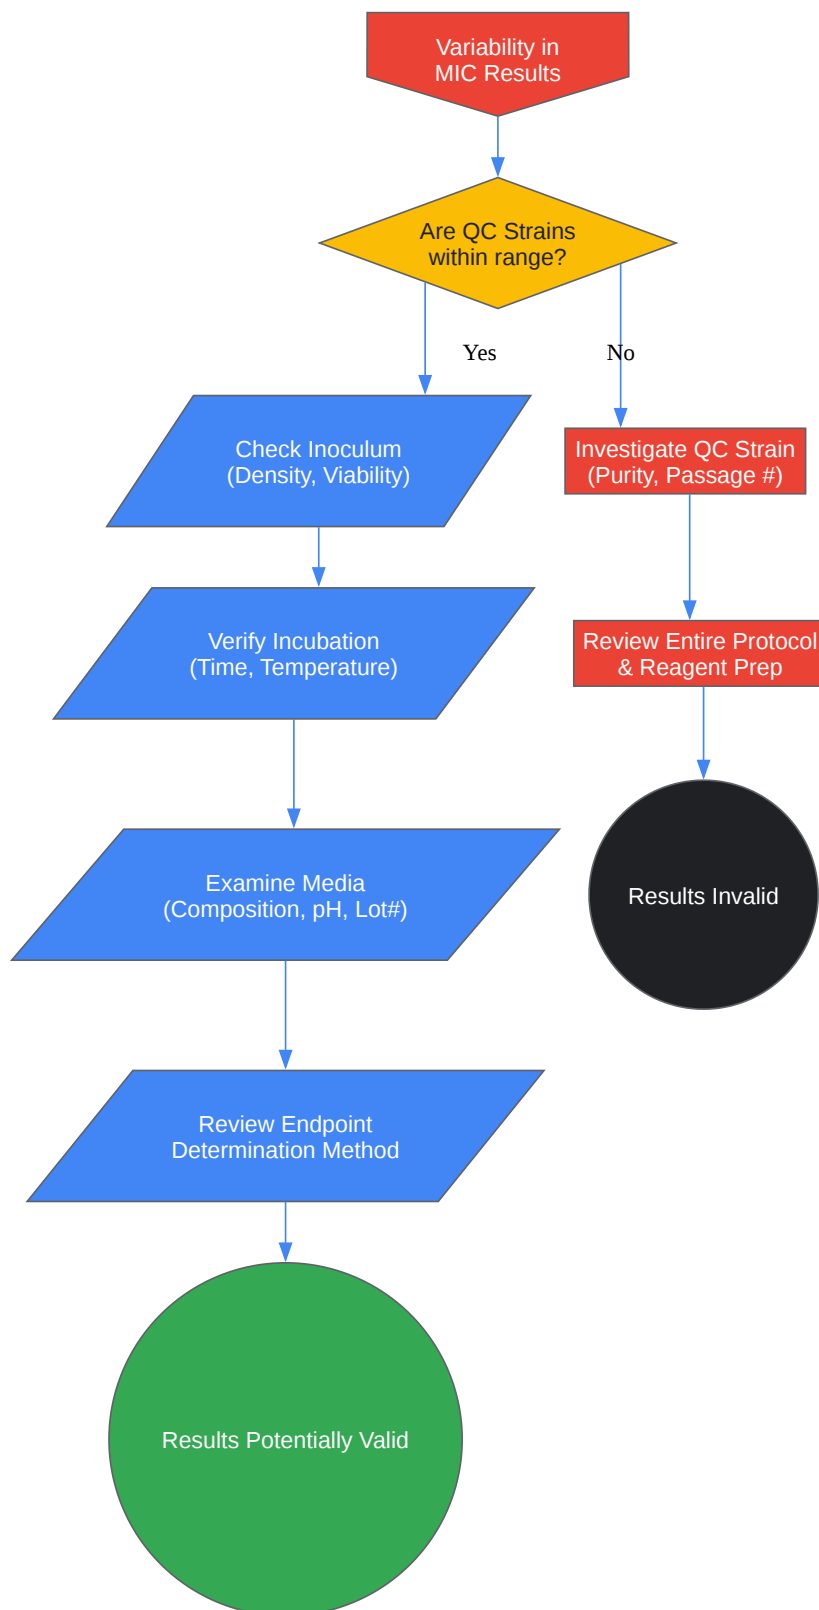 Variability in
MIC Results
Are QC Strains
within range?
Yes
No
Check Inoculum
(Density, Viability)
Investigate QC Strain
(Purity, Passage #)
Verify Incubation
(Time, Temperature)
Review Entire Protocol
& Reagent Prep
Examine Media
(Composition, pH, Lot#)
Results Invalid
Review Endpoint
Determination Method
Results Potentially Valid